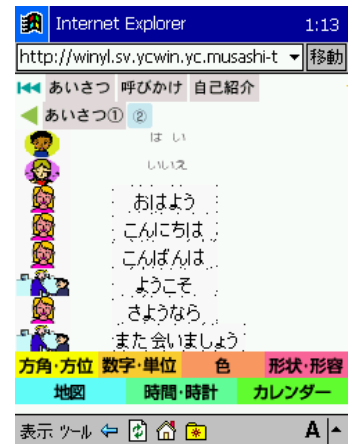 Internet Explorer 1:13
http://winyl.sv.ycwin.yc.musashi-t 移動
あいさつ 呼びかけ 自己紹介
あいさつ① ②
はい
いいえ
おはよう
こんにちは
こんばんは
ようこそ
さようなら
また会いましょう
方角・方位 数字・単位 色 形状・形容
地図 時間・時計 カレンダー
表示 ツール A